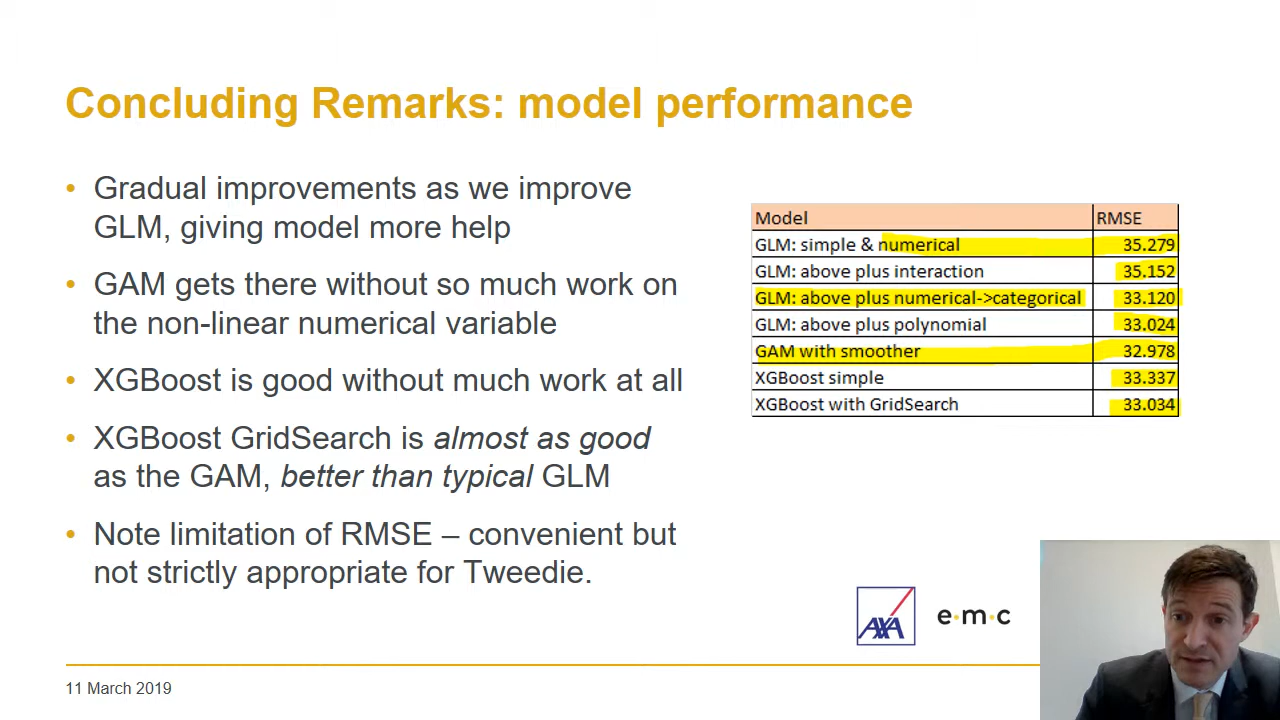 Concluding Remarks: model performance
• Gradual improvements as we improve
GLM, giving model more help
• GAM gets there without so much work on
the non-linear numerical variable
• XGBoost is good without much work at all
• XGBoost GridSearch is almost as good
as the GAM, better than typical GLM
• Note limitation of RMSE – convenient but
not strictly appropriate for Tweedie.
Model RMSE
GLM: simple & numerical 35.279
GLM: above plus interaction 35.152
GLM: above plus numerical->categorical 33.120
GLM: above plus polynomial 33.024
GAM with smoother 32.978
XGBoost simple 33.337
XGBoost with GridSearch 33.034
AXA
e·m·c
11 March 2019